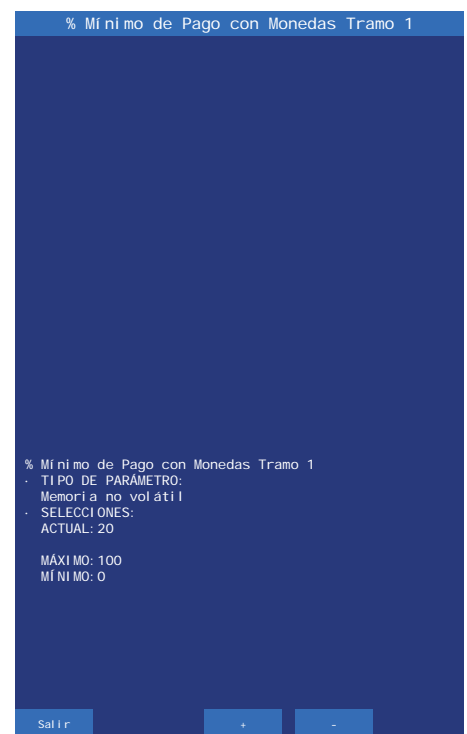 % Mínimo de Pago con Monedas Tramo 1
% Mínimo de Pago con Monedas Tramo 1
· TIPO DE PARÁMETRO:
Memoria no volátil
· SELECCIONES:
ACTUAL: 20
MÁXIMO: 100
MÍNIMO: 0
Salir + -